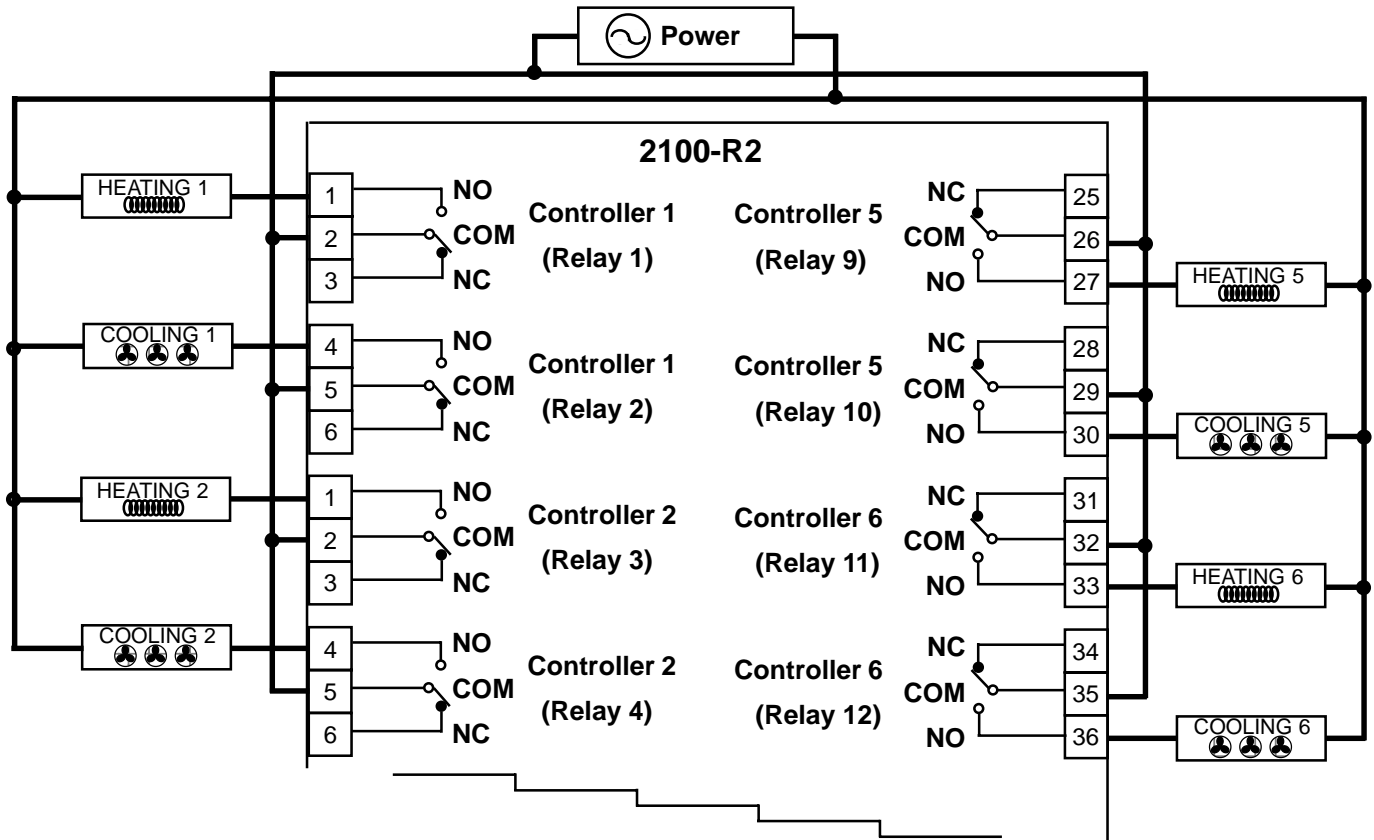 Power
2100-R2
HEATING 1
1
2
3
NO
COM
NC
Controller 1
(Relay 1)
COOLING 1
4
5
6
NO
COM
NC
Controller 1
(Relay 2)
HEATING 2
1
2
3
NO
COM
NC
Controller 2
(Relay 3)
COOLING 2
4
5
6
NO
COM
NC
Controller 2
(Relay 4)
Controller 5
(Relay 9)
NC
COM
NO
25
26
27
HEATING 5
Controller 5
(Relay 10)
NC
COM
NO
28
29
30
COOLING 5
Controller 6
(Relay 11)
NC
COM
NO
31
32
33
HEATING 6
Controller 6
(Relay 12)
NC
COM
NO
34
35
36
COOLING 6